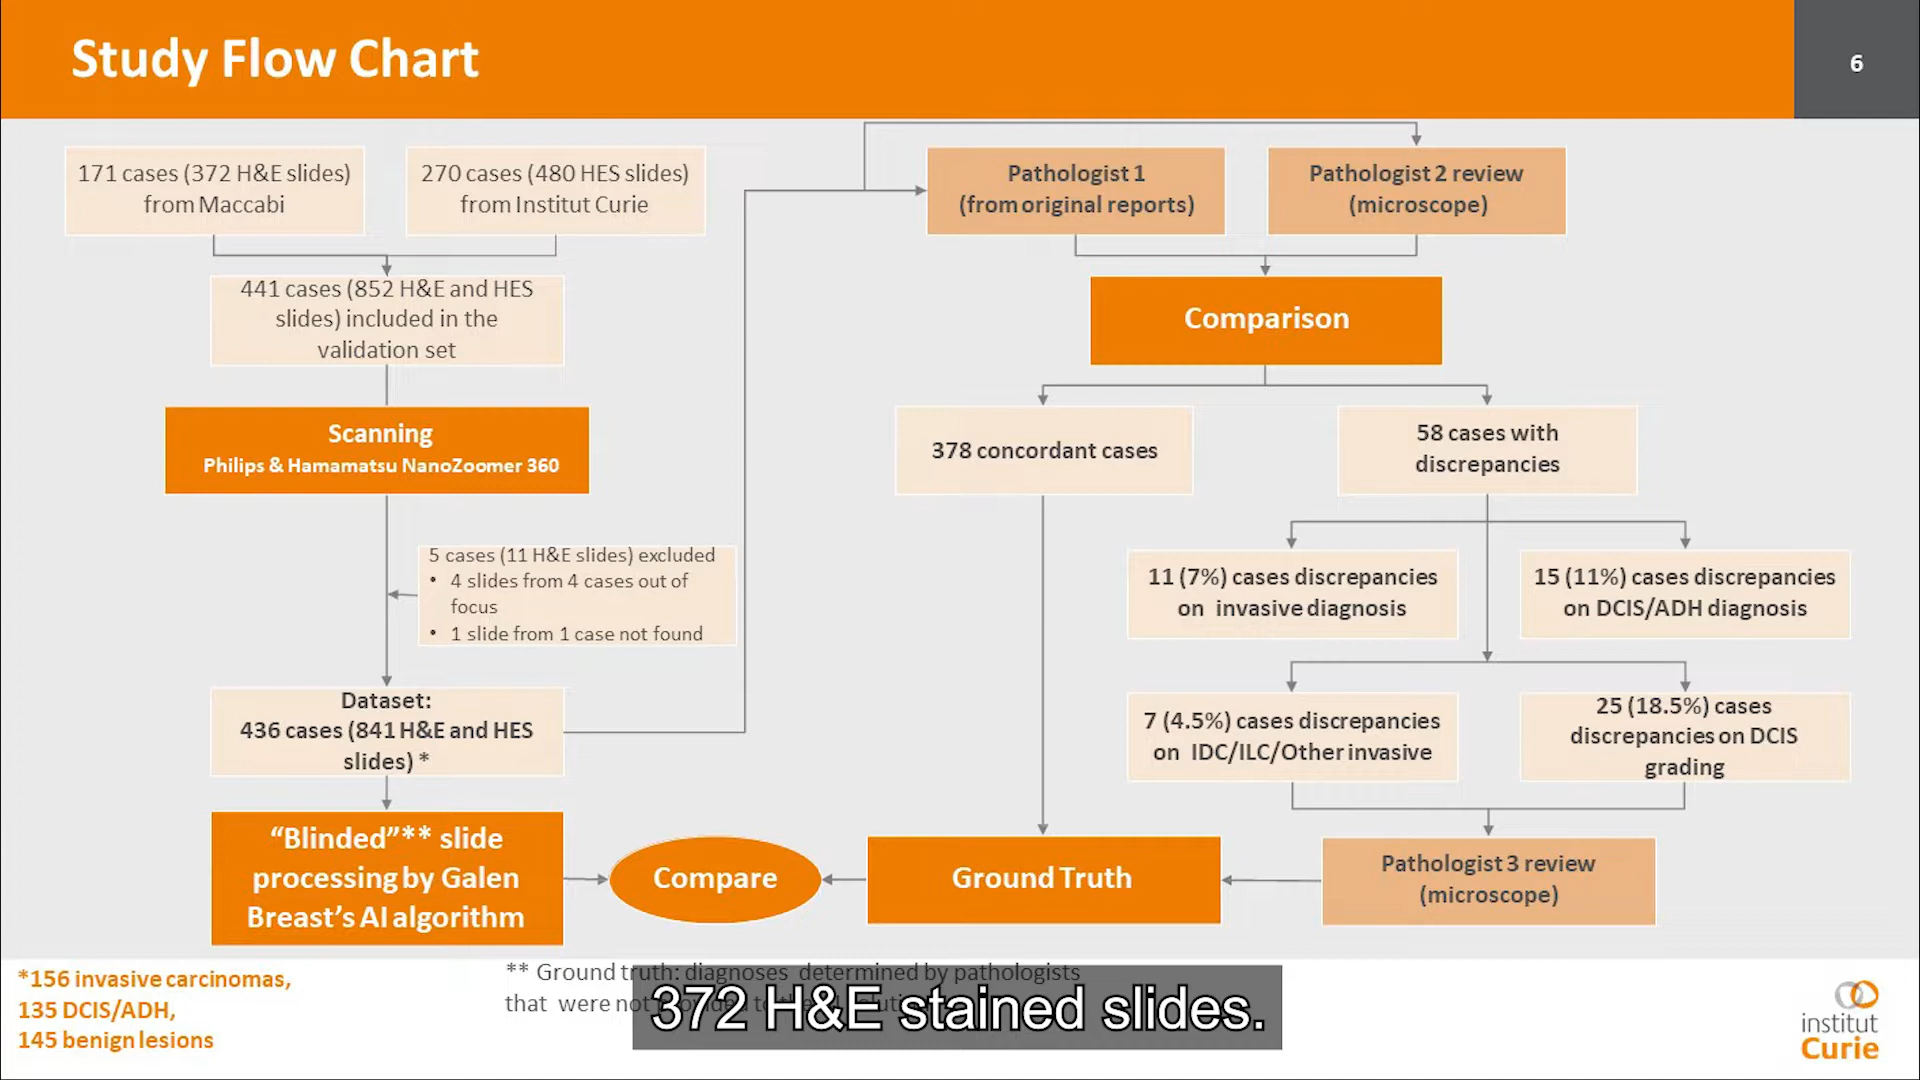 Study Flow Chart
6
171 cases (372 H&E slides)
from Maccabi
270 cases (480 HES slides)
from Institut Curie
441 cases (852 H&E and HES
slides) included in the
validation set
Scanning
Philips & Hamamatsu NanoZoomer 360
5 cases (11 H&E slides) excluded
• 4 slides from 4 cases out of
focus
• 1 slide from 1 case not found
Dataset:
436 cases (841 H&E and HES
slides) *
“Blinded”** slide
processing by Galen
Breast’s AI algorithm
Compare
Pathologist 1
(from original reports)
Pathologist 2 review
(microscope)
Comparison
378 concordant cases
58 cases with
discrepancies
11 (7%) cases discrepancies
on invasive diagnosis
15 (11%) cases discrepancies
on DCIS/ADH diagnosis
7 (4.5%) cases discrepancies
on IDC/ILC/Other invasive
25 (18.5%) cases
discrepancies on DCIS
grading
Ground Truth
Pathologist 3 review
(microscope)
*156 invasive carcinomas,
135 DCIS/ADH,
145 benign lesions
** Ground truth: diagnoses determined by pathologists
that were not
372 H&E stained slides.
institut
Curie